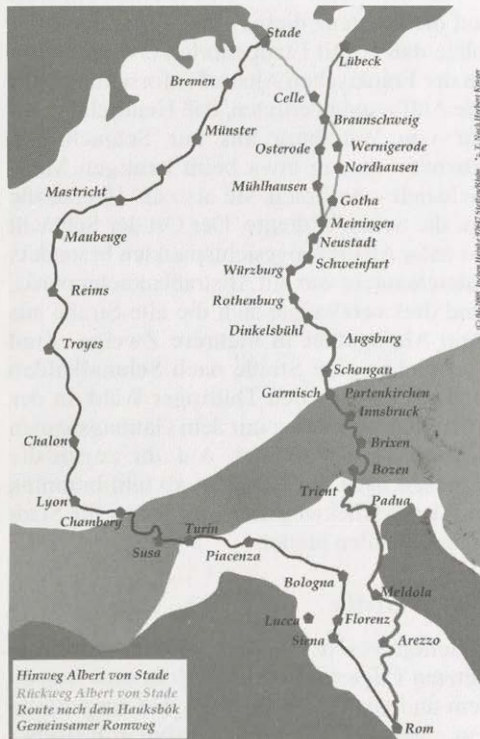 Stade
Lübeck
Bremen
Celle
Braunschweig
Münster
Osterode
Wernigerode
Nordhausen
Mastricht
Mühlhausen
Gotha
Maubeuge
Meiningen
Neustadt
Schweinfurt
Würzburg
Reims
Rothenburg
Dinkelsbühl
Augsburg
Troyes
Schangau
Garmisch Partenkirchen
Innsbruck
Brixen
Chalon
Bozen
Trient
Padua
Lyon
Chambery
Turin
Susa
Piacenza
Bologna
Meldola
Lucca
Florenz
Siena
Arezzo
Rom
Hinweg Albert von Stade
Rückweg Albert von Stade
Route nach dem Hauksbók
Gemeinsamer Romweg